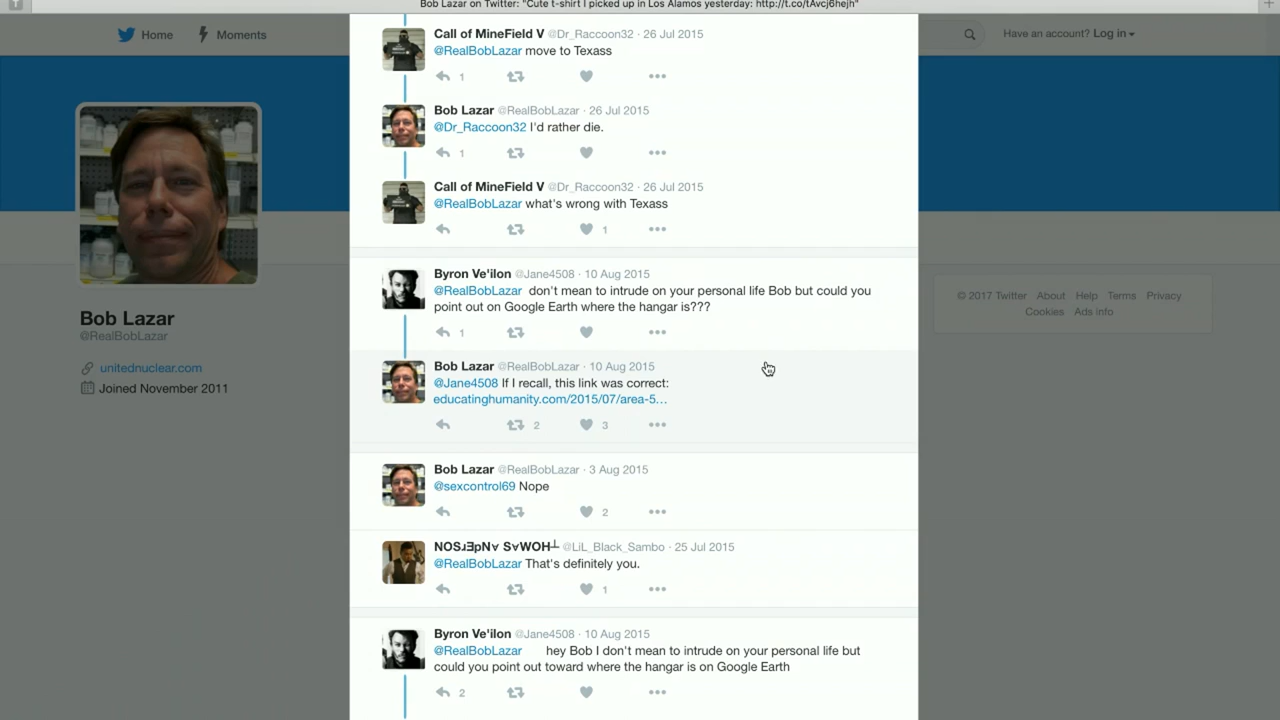 Bob Lazar on Twitter: "Cute t-shirt I picked up in Los Alamos yesterday: http://t.co/tAvcj6hejh"
Home
Moments
Have an account? Log in
Bob Lazar
@RealBobLazar
unitednuclear.com
Joined November 2011
Call of MineField V @Dr_Raccoon32 · 26 Jul 2015
@RealBobLazar move to Texass
1
Bob Lazar @RealBobLazar · 26 Jul 2015
@Dr_Raccoon32 I'd rather die.
1
Call of MineField V @Dr_Raccoon32 · 26 Jul 2015
@RealBobLazar what's wrong with Texass
1
Byron Ve'ilon @Jane4508 · 10 Aug 2015
@RealBobLazar don't mean to intrude on your personal life Bob but could you
point out on Google Earth where the hangar is???
1
Bob Lazar @RealBobLazar · 10 Aug 2015
@Jane4508 If I recall, this link was correct:
educatinghumanity.com/2015/07/area-5…
2 3
Bob Lazar @RealBobLazar · 3 Aug 2015
@sexcontrol69 Nope
2
NOSɹƎpN∀ S∀WOH┴ @LiL_Black_Sambo · 25 Jul 2015
@RealBobLazar That's definitely you.
1
Byron Ve'ilon @Jane4508 · 10 Aug 2015
@RealBobLazar hey Bob I don't mean to intrude on your personal life but
could you point out toward where the hangar is on Google Earth
2
© 2017 Twitter About Help Terms Privacy
Cookies Ads info